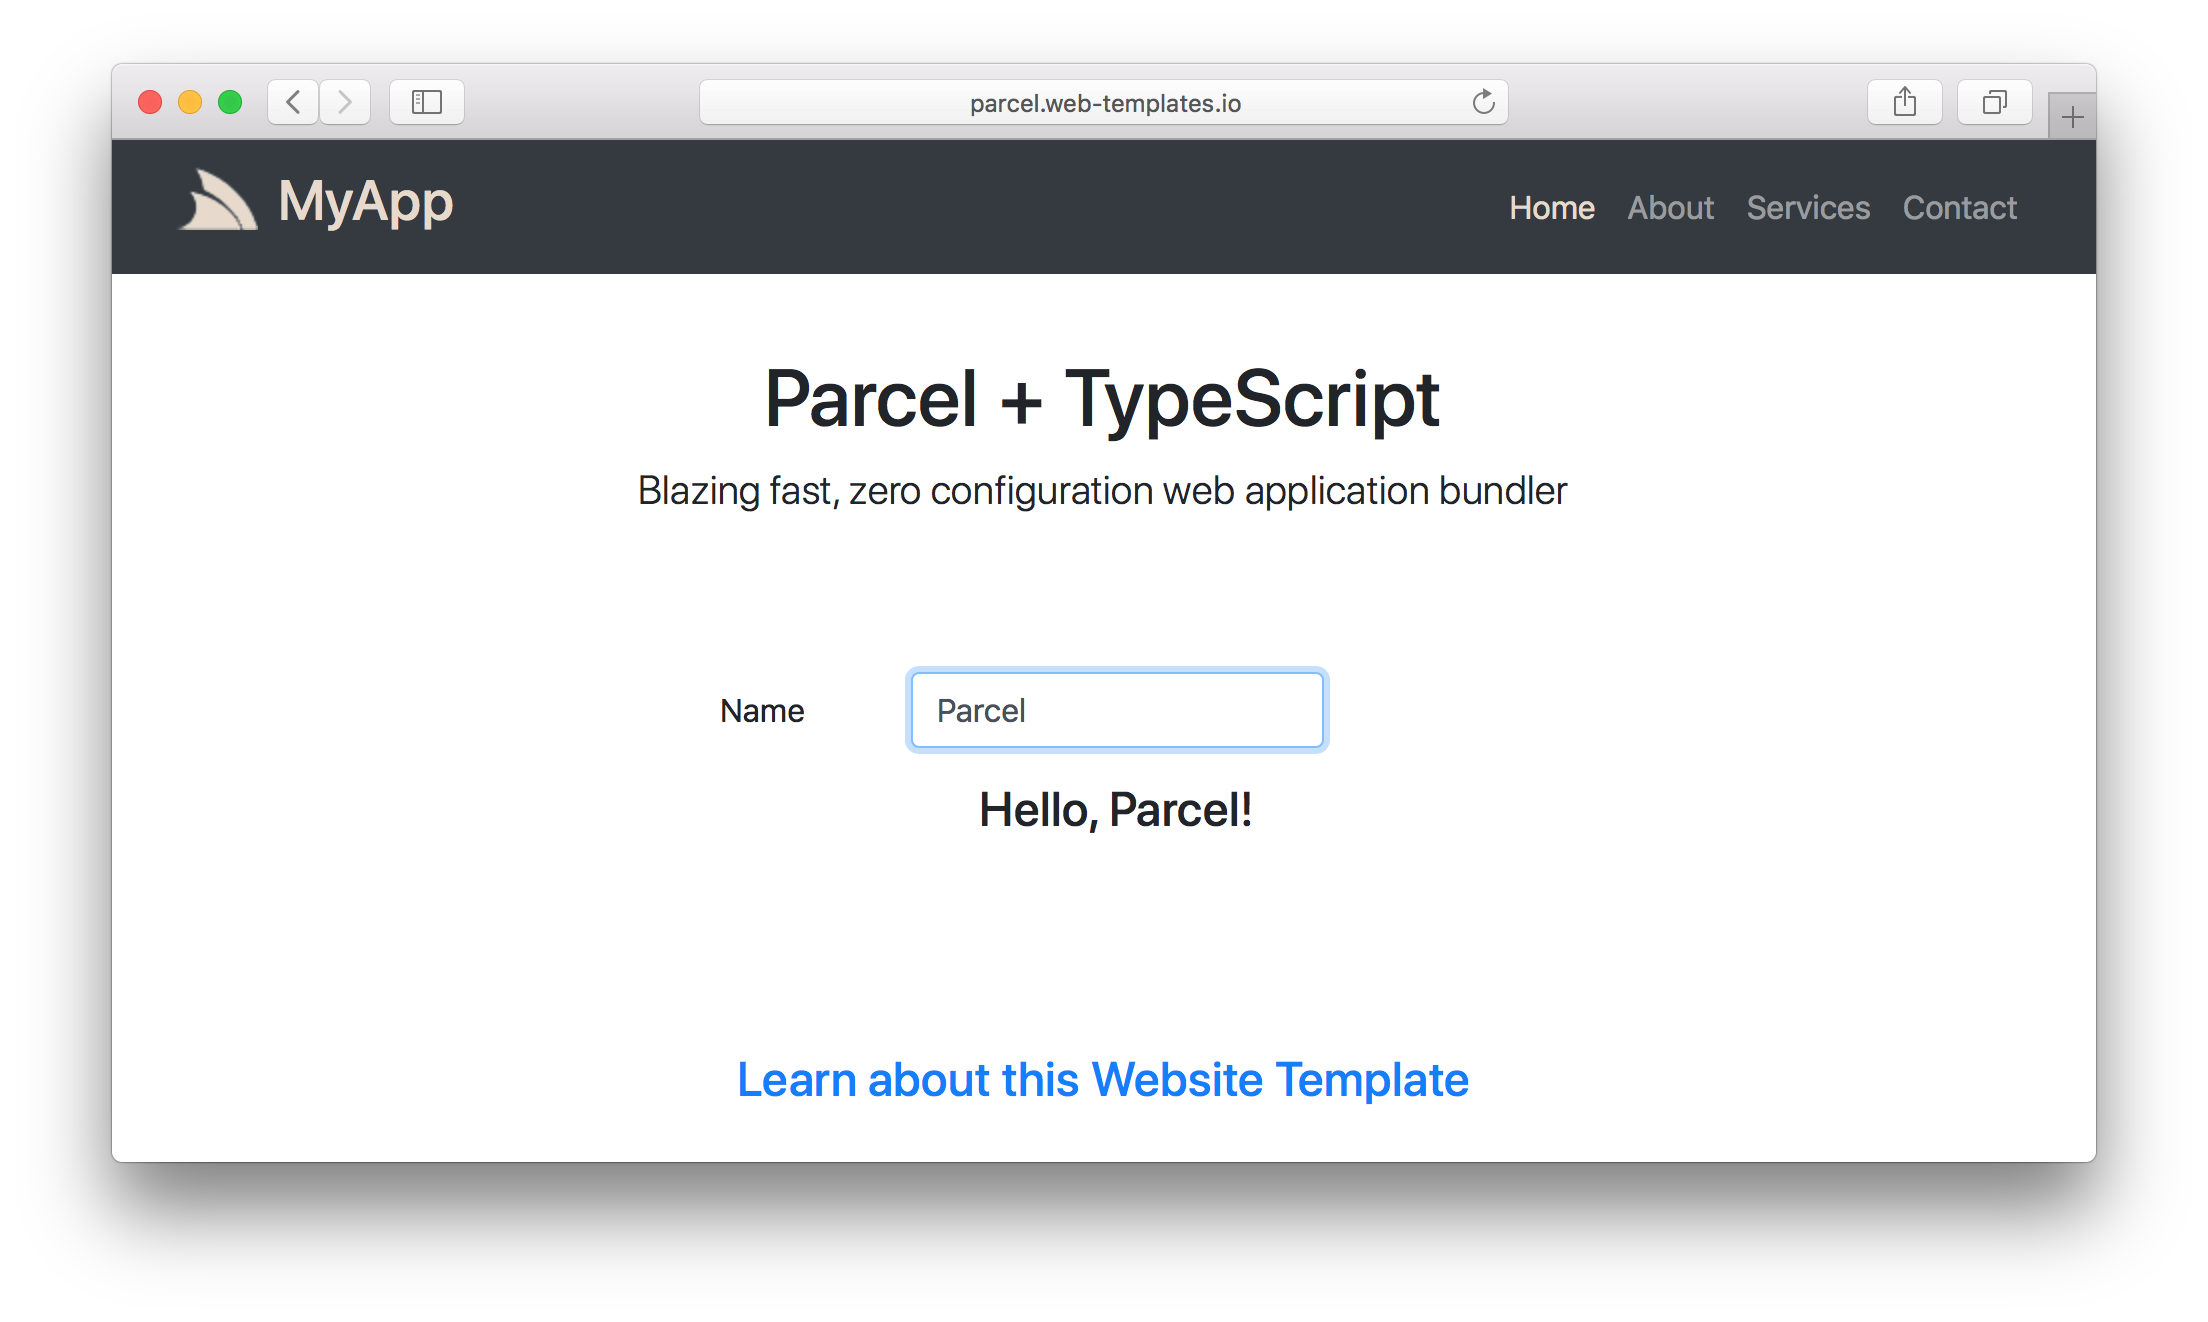 parcel.web-templates.io
MyApp
Home About Services Contact
Parcel + TypeScript
Blazing fast, zero configuration web application bundler
Name Parcel
Hello, Parcel!
Learn about this Website Template